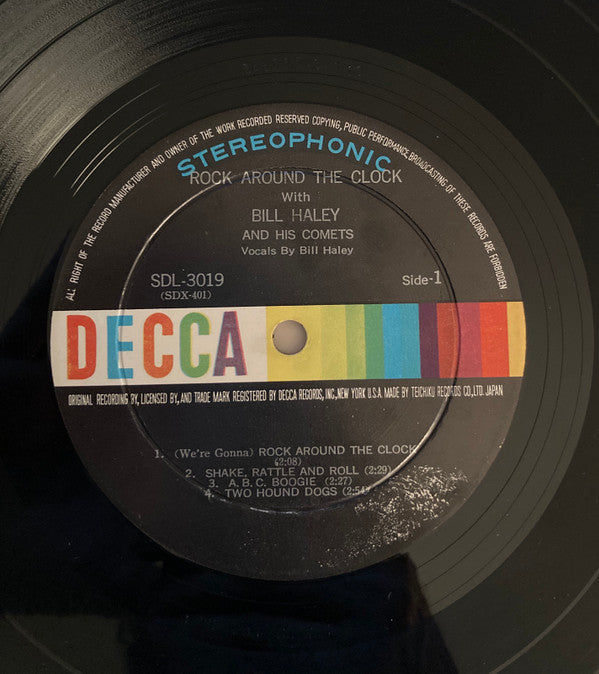 ALL RIGHT OF THE RECORD MANUFACTURER AND OWNER OF THE WORK RECORDED RESERVED COPYING, PUBLIC PERFORMANCE, BROADCASTING OF THESE RECORDS ARE FORBIDDEN
STEREOPHONIC
ROCK AROUND THE CLOCK
With
BILL HALEY
AND HIS COMETS
Vocals By Bill Haley
SDL-3019 Side-1
(SDX-401)
DECCA
ORIGINAL RECORDING BY, LICENSED BY, AND TRADE MARK REGISTERED BY DECCA RECORDS, INC., NEW YORK U.S.A. MADE BY TEICHIKU RECORDS CO., LTD. JAPAN
1. (We're Gonna) ROCK AROUND THE CLOCK
(2:08)
2. SHAKE, RATTLE AND ROLL (2:29)
3. A.B.C. BOOGIE (2:27)
4. TWO HOUND DOGS (2:54)